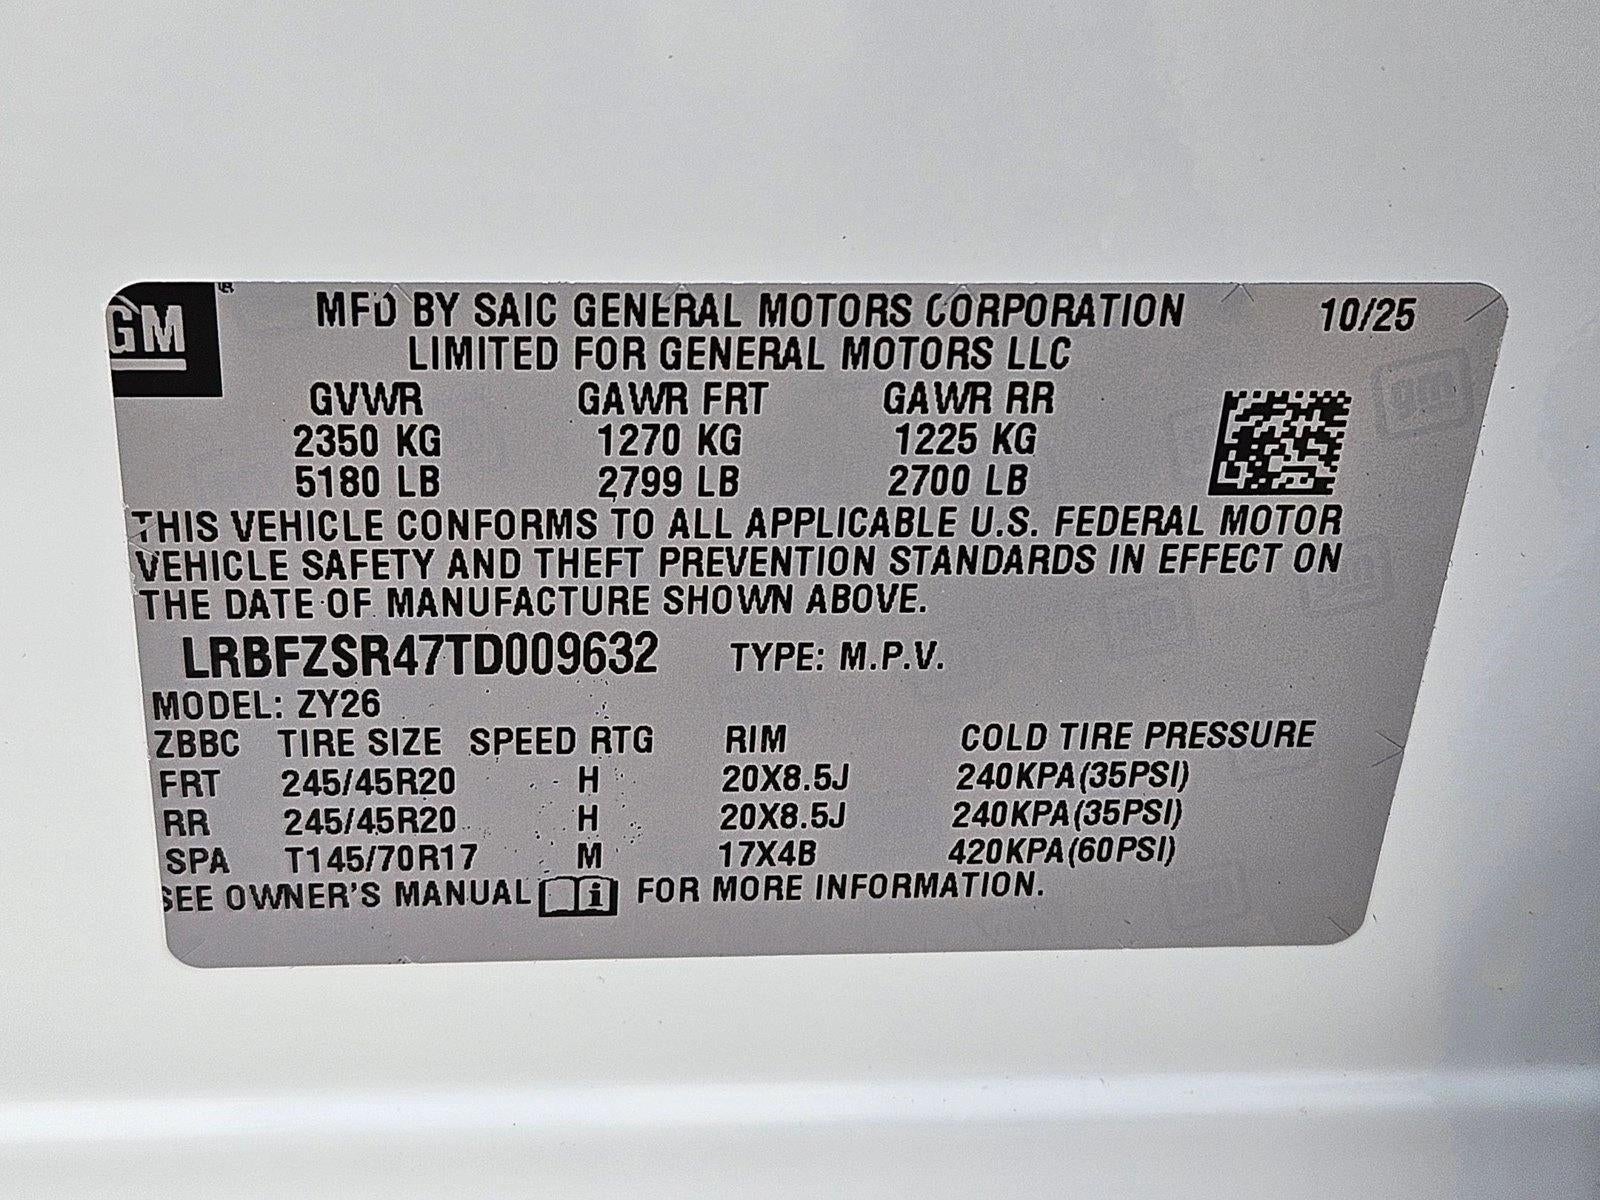 GM
MFD BY SAIC GENERAL MOTORS CORPORATION 10/25
LIMITED FOR GENERAL MOTORS LLC
GVWR GAWR FRT GAWR RR
2350 KG 1270 KG 1225 KG
5180 LB 2799 LB 2700 LB
THIS VEHICLE CONFORMS TO ALL APPLICABLE U.S. FEDERAL MOTOR
VEHICLE SAFETY AND THEFT PREVENTION STANDARDS IN EFFECT ON
THE DATE OF MANUFACTURE SHOWN ABOVE.
LRBFZSR47TD009632 TYPE: M.P.V.
MODEL: ZY26
ZBBC TIRE SIZE SPEED RTG RIM COLD TIRE PRESSURE
FRT 245/45R20 H 20X8.5J 240KPA(35PSI)
RR 245/45R20 H 20X8.5J 240KPA(35PSI)
SPA T145/70R17 M 17X4B 420KPA(60PSI)
SEE OWNER'S MANUAL i FOR MORE INFORMATION.